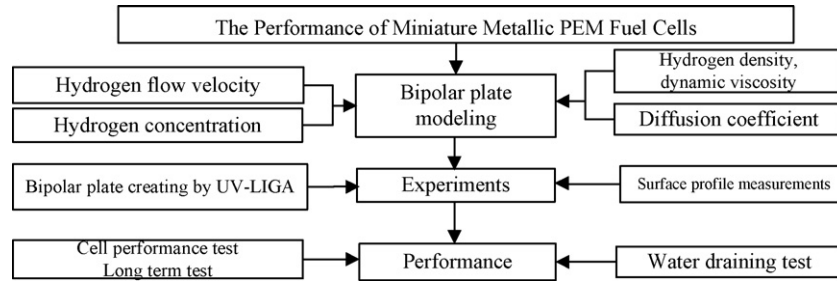 The Performance of Miniature Metallic PEM Fuel Cells
Hydrogen flow velocity
Hydrogen concentration
Bipolar plate
modeling
Hydrogen density,
dynamic viscosity
Diffusion coefficient
Bipolar plate creating by UV-LIGA
Experiments
Surface profile measurements
Cell performance test
Long term test
Performance
Water draining test